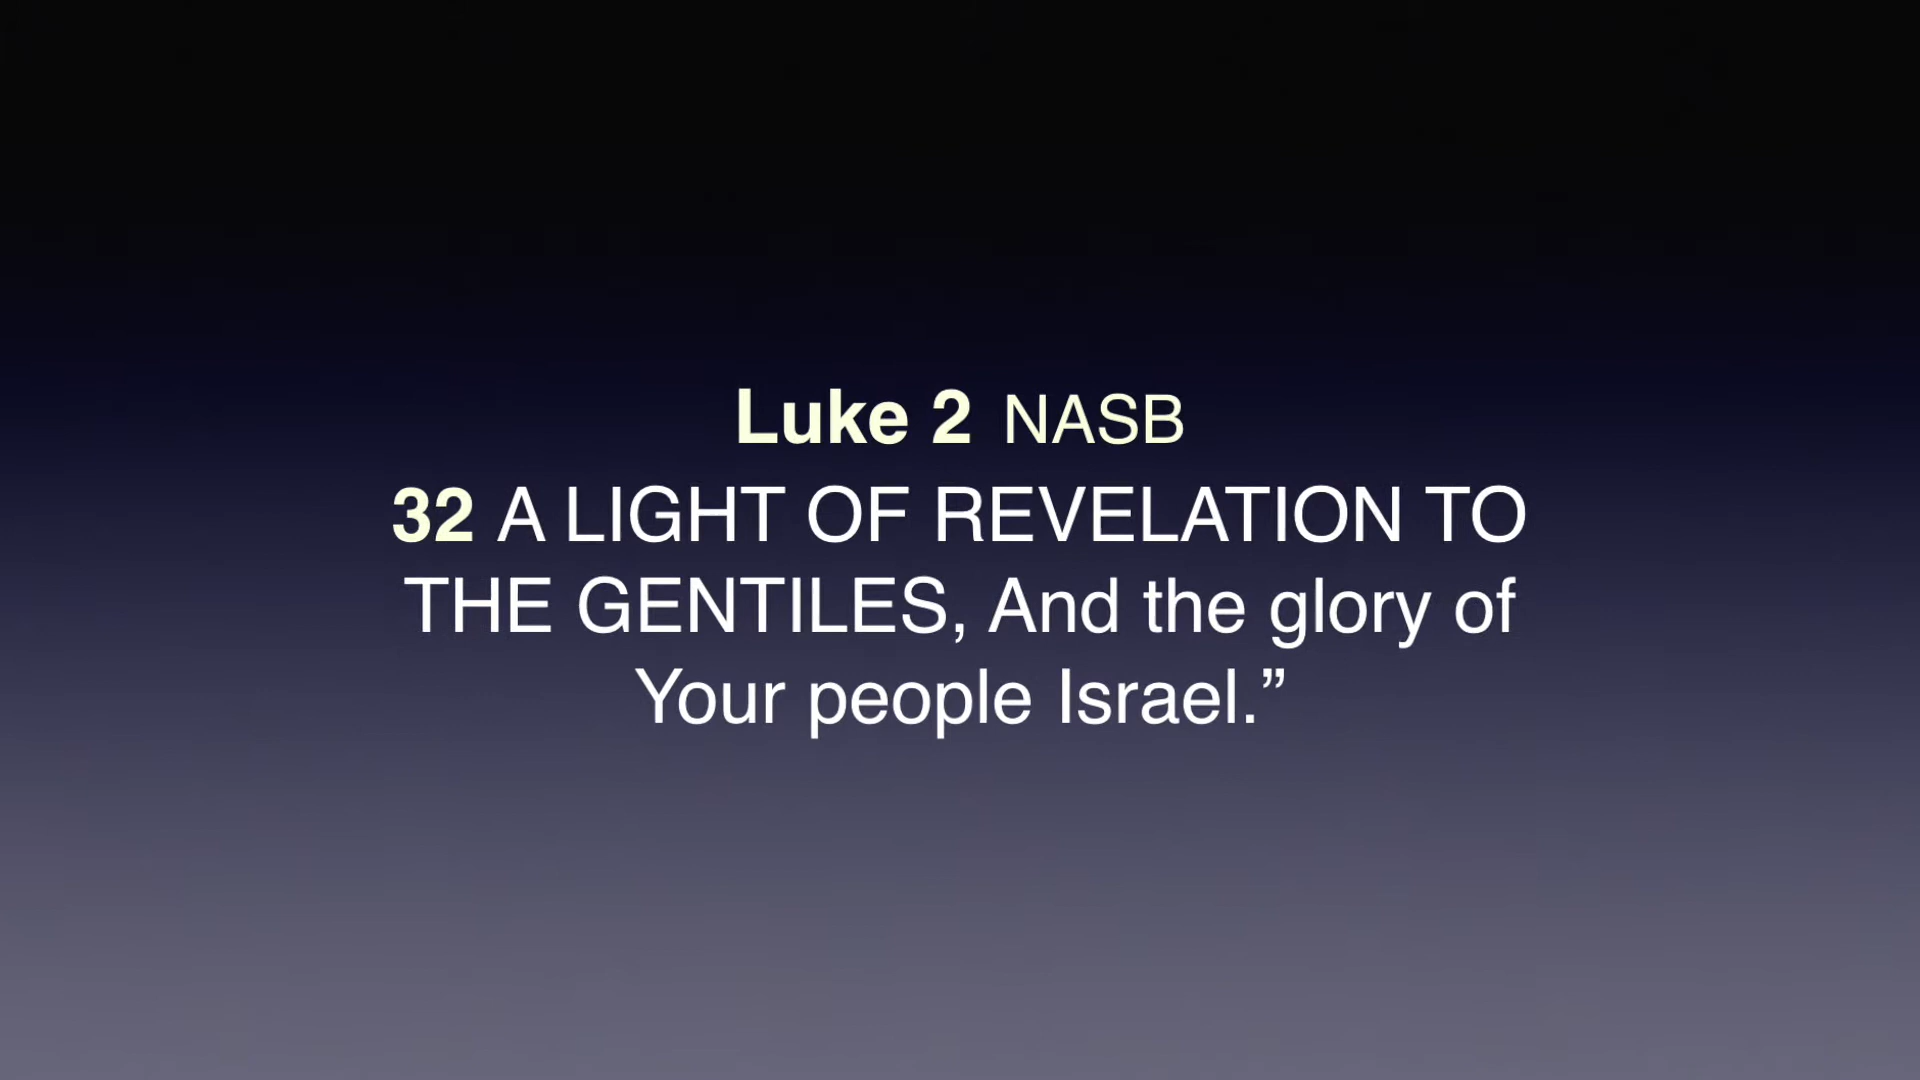 Luke 2 NASB
32 A LIGHT OF REVELATION TO
THE GENTILES, And the glory of
Your people Israel.”